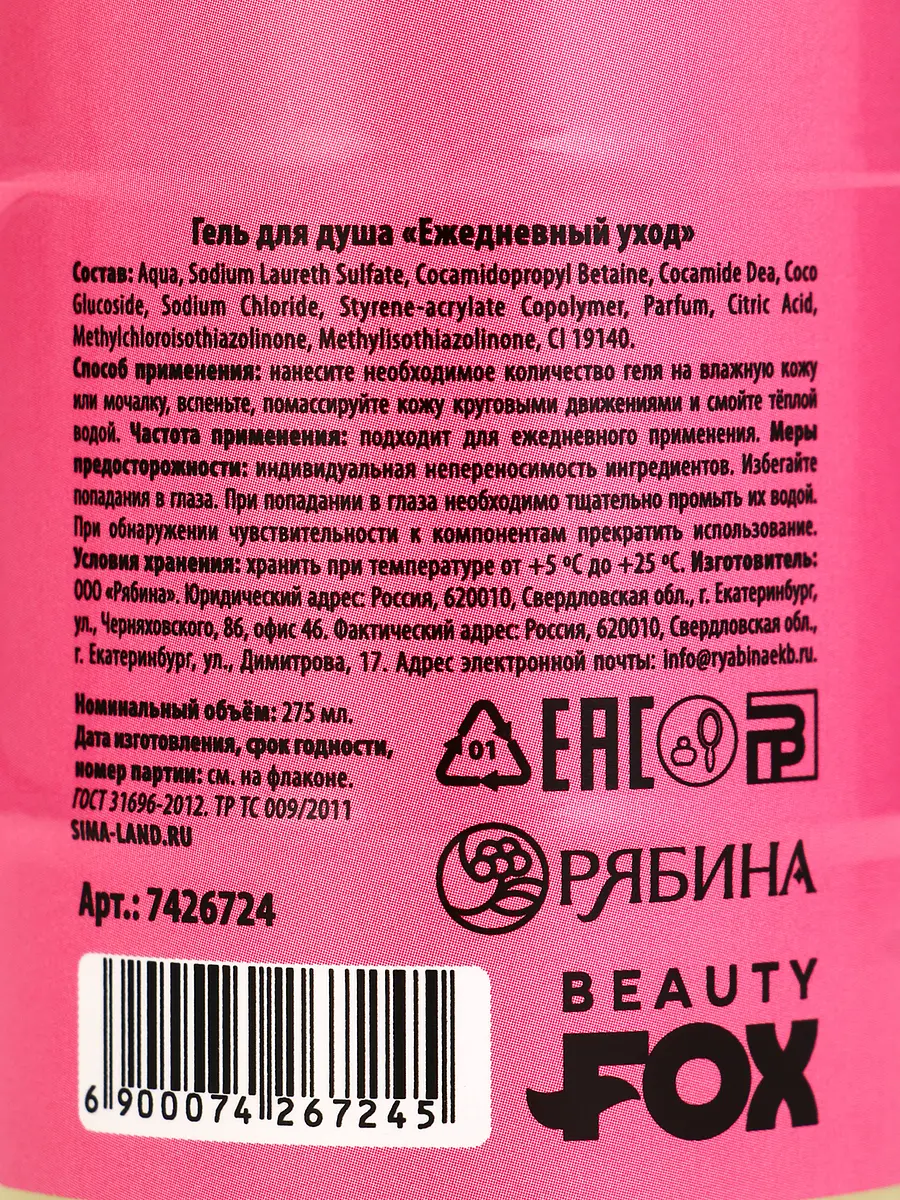 Гель для душа «Ежедневный уход»
Состав: Aqua, Sodium Laureth Sulfate, Cocamidopropyl Betaine, Cocamide Dea, Coco
Glucoside, Sodium Chloride, Styrene-acrylate Copolymer, Parfum, Citric Acid,
Methylchloroisothiazolinone, Methylisothiazolinone, CI 19140.
Способ применения: нанесите необходимое количество геля на влажную кожу
или мочалку, вспеньте, помассируйте кожу круговыми движениями и смойте тёплой
водой. Частота применения: подходит для ежедневного применения. Меры
предосторожности: индивидуальная непереносимость ингредиентов. Избегайте
попадания в глаза. При попадании в глаза необходимо тщательно промыть их водой.
При обнаружении чувствительности к компонентам прекратить использование.
Условия хранения: хранить при температуре от +5 ºC до +25 ºC. Изготовитель:
ООО «Рябина». Юридический адрес: Россия, 620010, Свердловская обл., г. Екатеринбург,
ул., Черняховского, 86, офис 46. Фактический адрес: Россия, 620010, Свердловская обл.,
г. Екатеринбург, ул., Димитрова, 17. Адрес электронной почты: info@ryabinaekb.ru.
Номинальный объём: 275 мл.
Дата изготовления, срок годности,
номер партии: см. на флаконе.
ГОСТ 31696-2012. ТР ТС 009/2011
SIMA-LAND.RU
01
EAC
РЯБИНА
Арт.: 7426724
6 900074 267245
BEAUTY
FOX